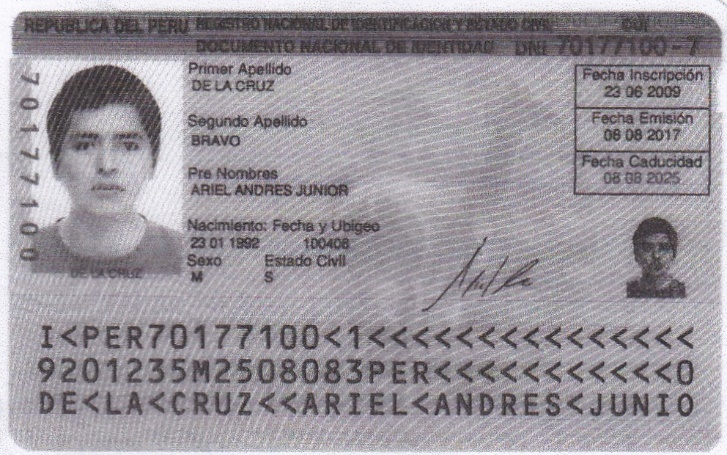 REPUBLICA DEL PERU REGISTRO NACIONAL DE IDENTIFICACION Y ESTADO CIVIL
DOCUMENTO NACIONAL DE IDENTIDAD DNI 70177100 - 7
70177100
Primer Apellido
DE LA CRUZ
Segundo Apellido
BRAVO
Pre Nombres
ARIEL ANDRES JUNIOR
Nacimiento: Fecha y Ubigeo
23 01 1992 100406
Sexo Estado Civil
M S
Fecha Inscripción
23 06 2009
Fecha Emisión
08 08 2017
Fecha Caducidad
08 08 2025
DE LA CRUZ
I<PER70177100<1<<<<<<<<<<<<<<<
9201235M2508083PER<<<<<<<<<<<0
DE<LA<CRUZ<<ARIEL<ANDRES<JUNIO